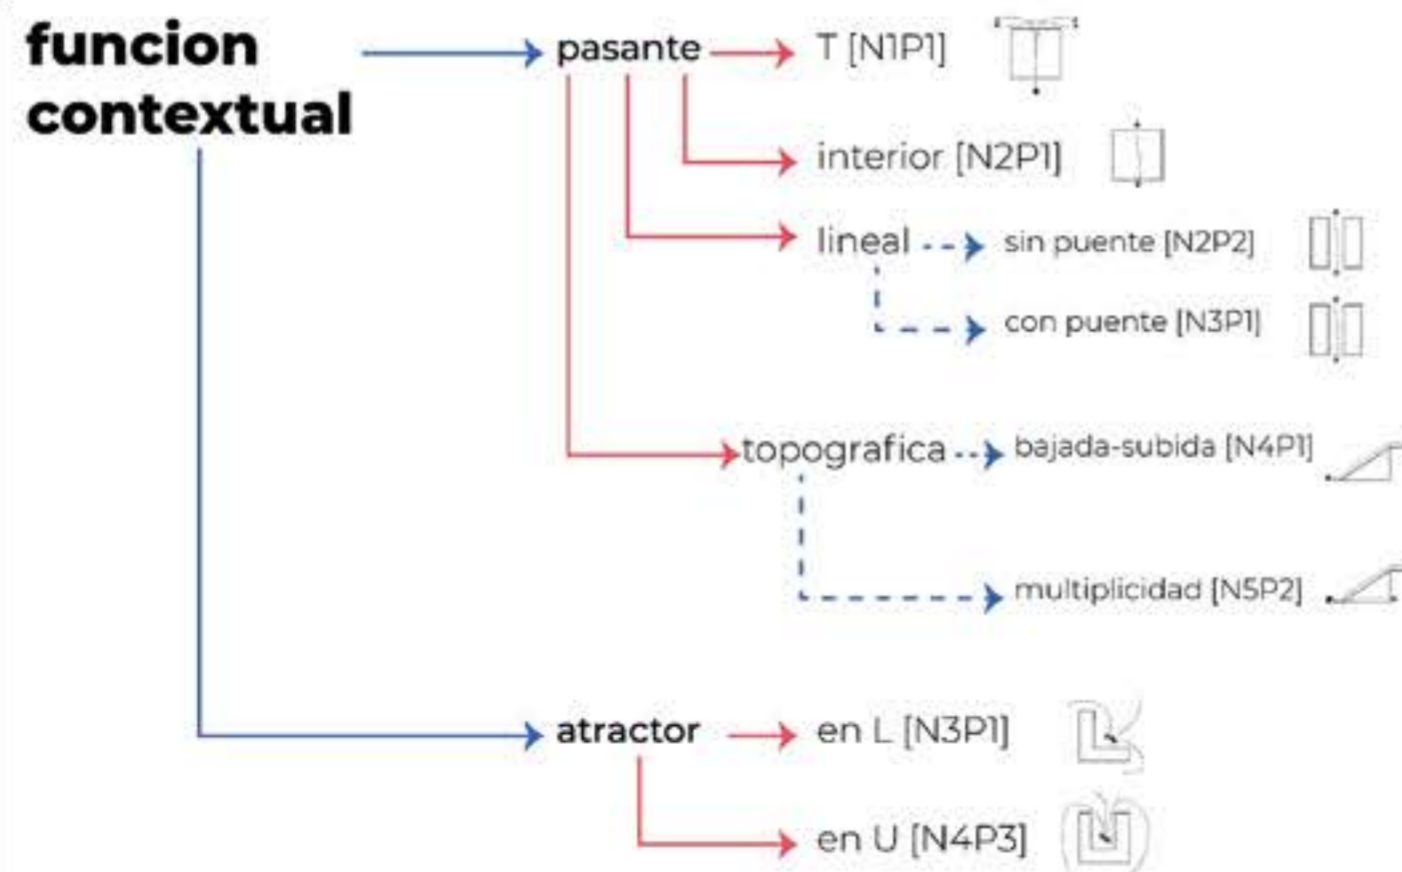 funcion
contextual
pasante
T [N1P1]
interior [N2P1]
lineal
sin puente [N2P2]
con puente [N3P1]
topografica
bajada-subida [N4P1]
multiplicidad [N5P2]
atractor
en L [N3P1]
en U [N4P3]